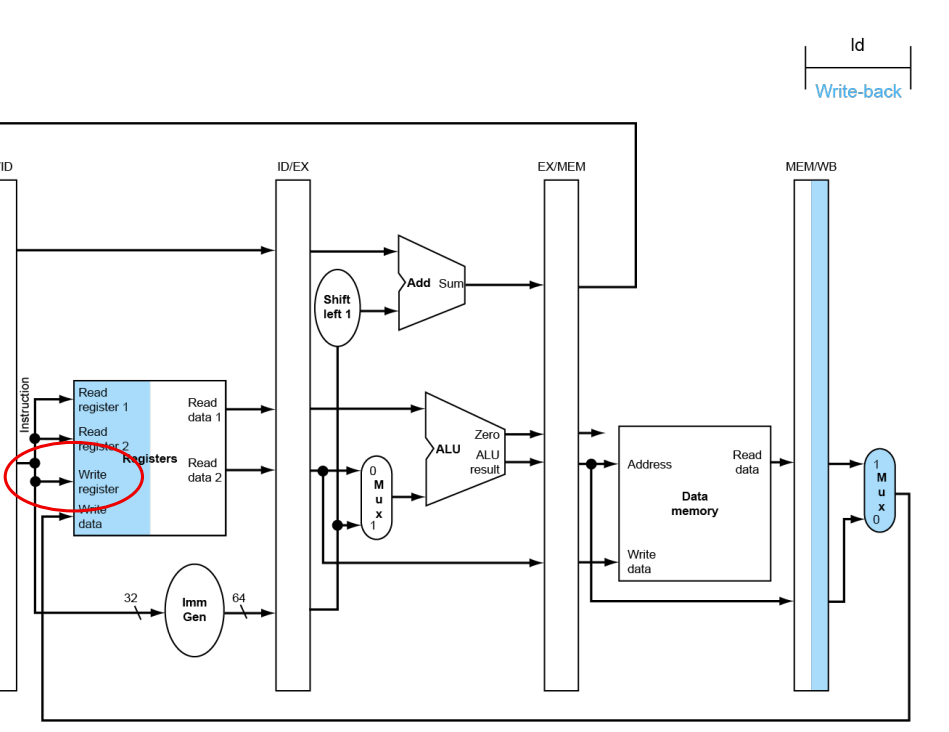 ld
Write-back
/ID
ID/EX
EX/MEM
MEM/WB
Add Sum
Shift
left 1
Instruction
Read
register 1
Read
register 2
Registers
Write
register
Write
data
Read
data 1
Read
data 2
0
M
u
x
1
Zero
ALU
ALU
result
Address
Read
data
Data
memory
Write
data
1
M
u
x
0
32
Imm
Gen
64